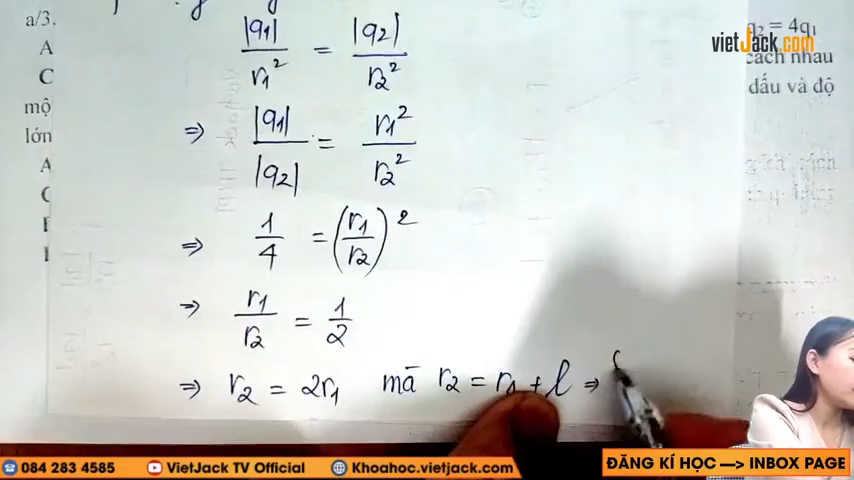 a/3.
A
C
mộ
lớn
A
q₂ = 4q₁
cách nhau
dấu và độ
vietJack.com
|q₁| / r₁² = |q₂| / r₂²
⇒ |q₁| / |q₂| = r₁² / r₂²
⇒ 1/4 = (r₁/r₂)²
⇒ r₁/r₂ = 1/2
⇒ r₂ = 2r₁ mã r₂ = r₁ + l ⇒
084 283 4585 VietJack TV Official Khoahoc.vietjack.com
ĐĂNG KÍ HỌC —> INBOX PAGE